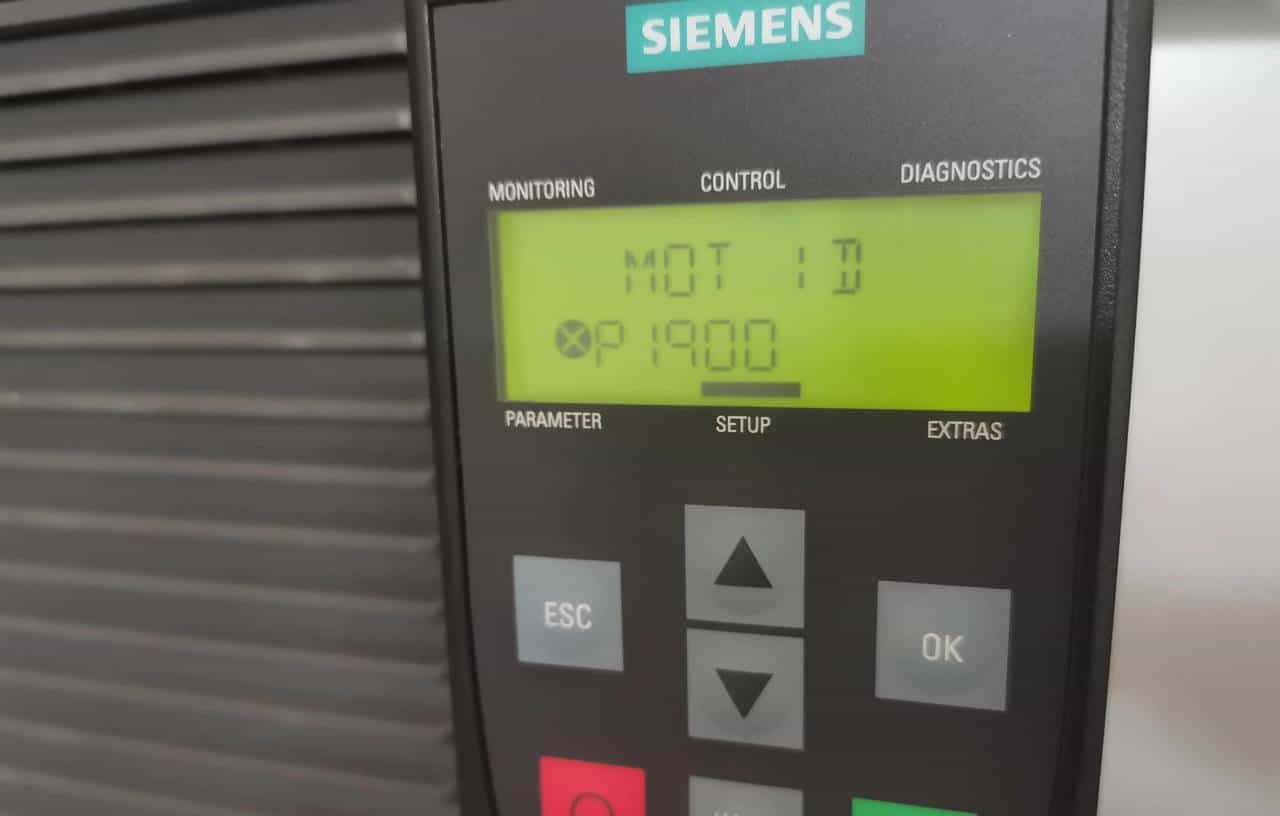 SIEMENS
MONITORING CONTROL DIAGNOSTICS
MOT ID
P1900
PARAMETER SETUP EXTRAS
ESC
OK